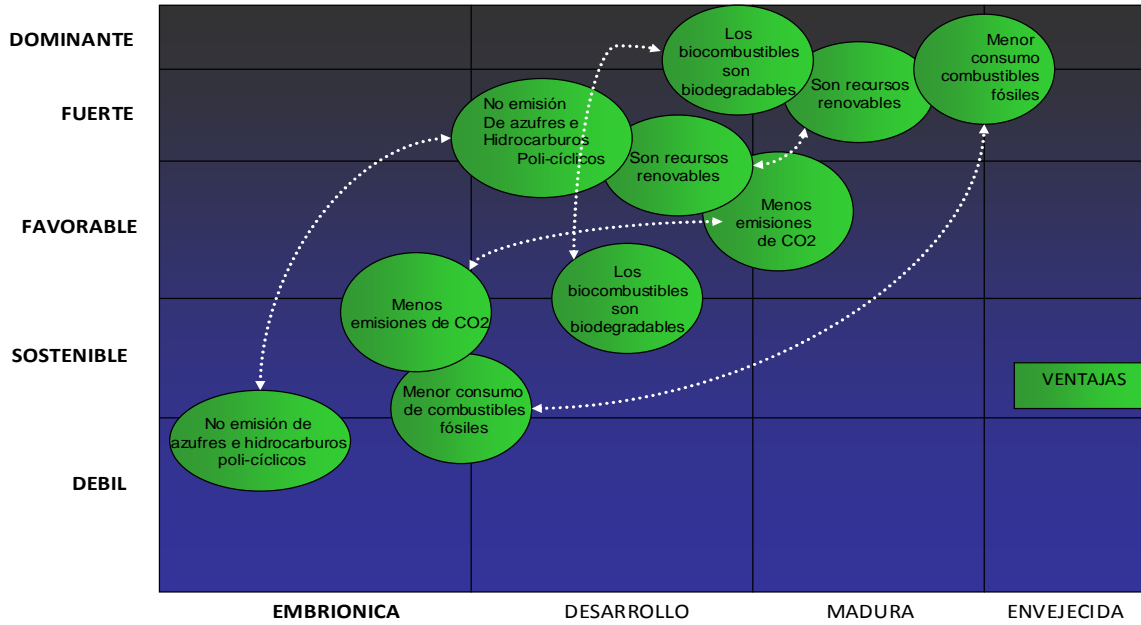 DOMINANTE
FUERTE
FAVORABLE
SOSTENIBLE
DEBIL
Los
biocombustibles
son
biodegradables
Menor
consumo
combustibles
fósiles
Son recursos
renovables
No emisión
De azufres e
Hidrocarburos
Poli-cíclicos
Son recursos
renovables
Menos
emisiones
de CO2
Los
biocombustibles
son
biodegradables
Menos
emisiones de CO2
Menor consumo
de combustibles
fósiles
No emisión de
azufres e hidrocarburos
poli-cíclicos
VENTAJAS
EMBRIONICA
DESARROLLO
MADURA
ENVEJECIDA